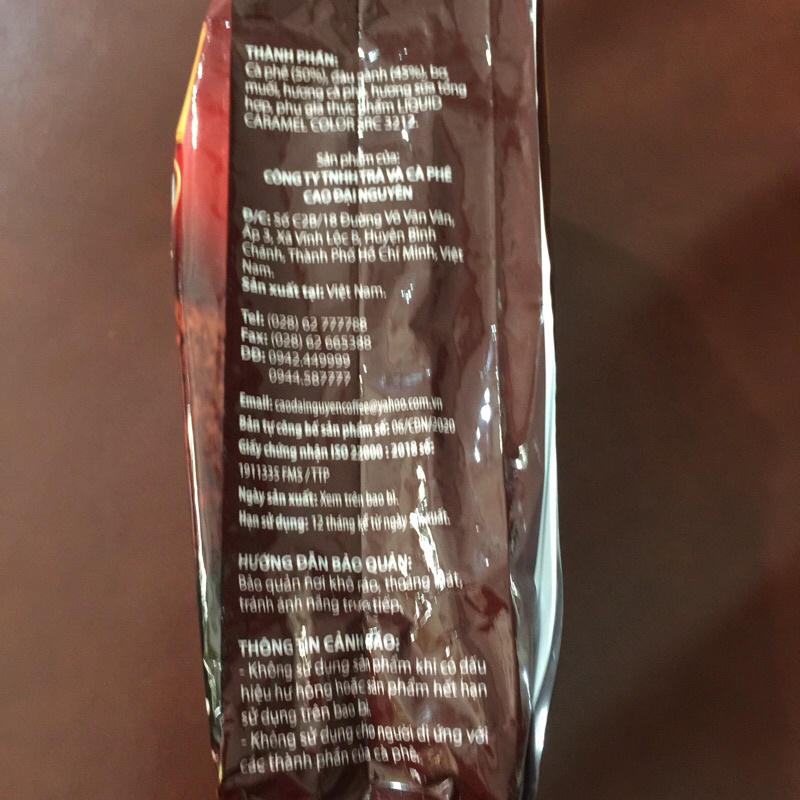 THÀNH PHẦN:
Cà phê (50%), đậu nành (45%), bơ,
muối, hương cà phê, hương sữa tổng
hợp, phụ gia thực phẩm LIQUID
CARAMEL COLOR SRC 3212.
Sản phẩm của:
CÔNG TY TNHH TRÀ VÀ CÀ PHÊ
CAO ĐẠI NGUYÊN
Đ/C: Số C2B/18 Đường Võ Văn Vân,
Ấp 3, Xã Vĩnh Lộc B, Huyện Bình
Chánh, Thành Phố Hồ Chí Minh, Việt
Nam.
Sản xuất tại: Việt Nam.
Tel: (028) 62 777788
Fax: (028) 62 665388
DĐ: 0942.449999
0944.587777
Email: caodainguyencoffee@yahoo.com.vn
Bản tự công bố sản phẩm số: 06/CDN/2020
Giấy chứng nhận ISO 22000 : 2018 số:
1911335 FMS / TTP
Ngày sản xuất: Xem trên bao bì.
Hạn sử dụng: 12 tháng kể từ ngày sản xuất.
HƯỚNG DẪN BẢO QUẢN:
Bảo quản nơi khô ráo, thoáng mát,
tránh ánh nắng trực tiếp.
THÔNG TIN CẢNH BÁO:
- Không sử dụng sản phẩm khi có dấu
hiệu hư hỏng hoặc sản phẩm hết hạn
sử dụng trên bao bì.
- Không sử dụng cho người dị ứng với
các thành phần của cà phê.